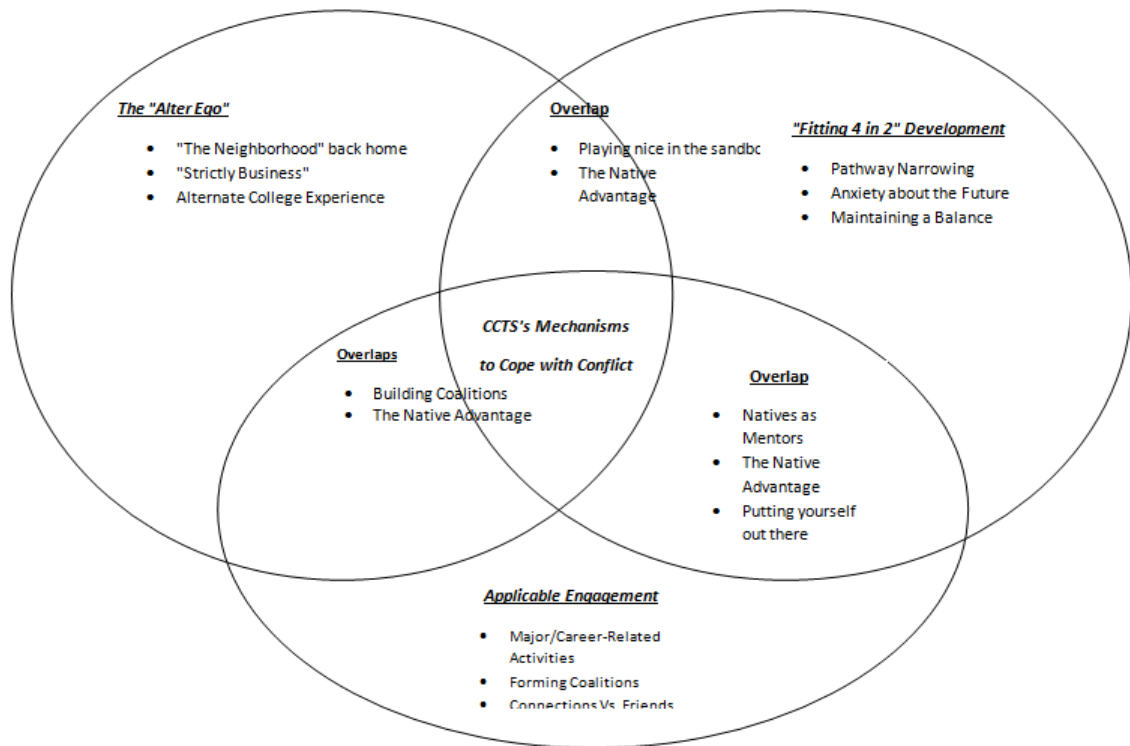 The "Alter Ego"
• "The Neighborhood" back home
• "Strictly Business"
• Alternate College Experience
Overlap
• Playing nice in the sandbo
• The Native
Advantage
"Fitting 4 in 2" Development
• Pathway Narrowing
• Anxiety about the Future
• Maintaining a Balance
CCTS's Mechanisms
to Cope with Conflict
Overlaps
• Building Coalitions
• The Native Advantage
Overlap
• Natives as
Mentors
• The Native
Advantage
• Putting yourself
out there
Applicable Engagement
• Major/Career-Related
Activities
• Forming Coalitions
• Connections Vs. Friends